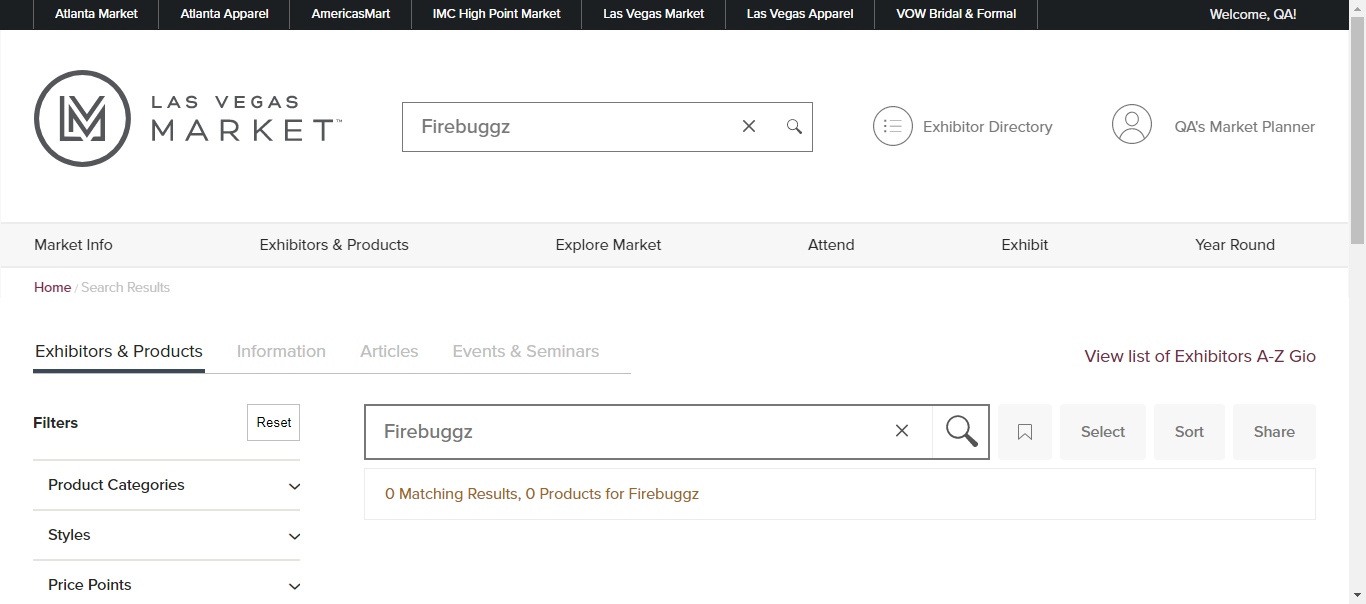 Atlanta Market Atlanta Apparel AmericasMart IMC High Point Market Las Vegas Market Las Vegas Apparel VOW Bridal & Formal Welcome, QA!
LAS VEGAS
MARKET™
Firebuggz
Exhibitor Directory
QA's Market Planner
Market Info Exhibitors & Products Explore Market Attend Exhibit Year Round
Home / Search Results
Exhibitors & Products Information Articles Events & Seminars
View list of Exhibitors A-Z Gio
Filters Reset
Firebuggz
Select Sort Share
0 Matching Results, 0 Products for Firebuggz
Product Categories
Styles
Price Points